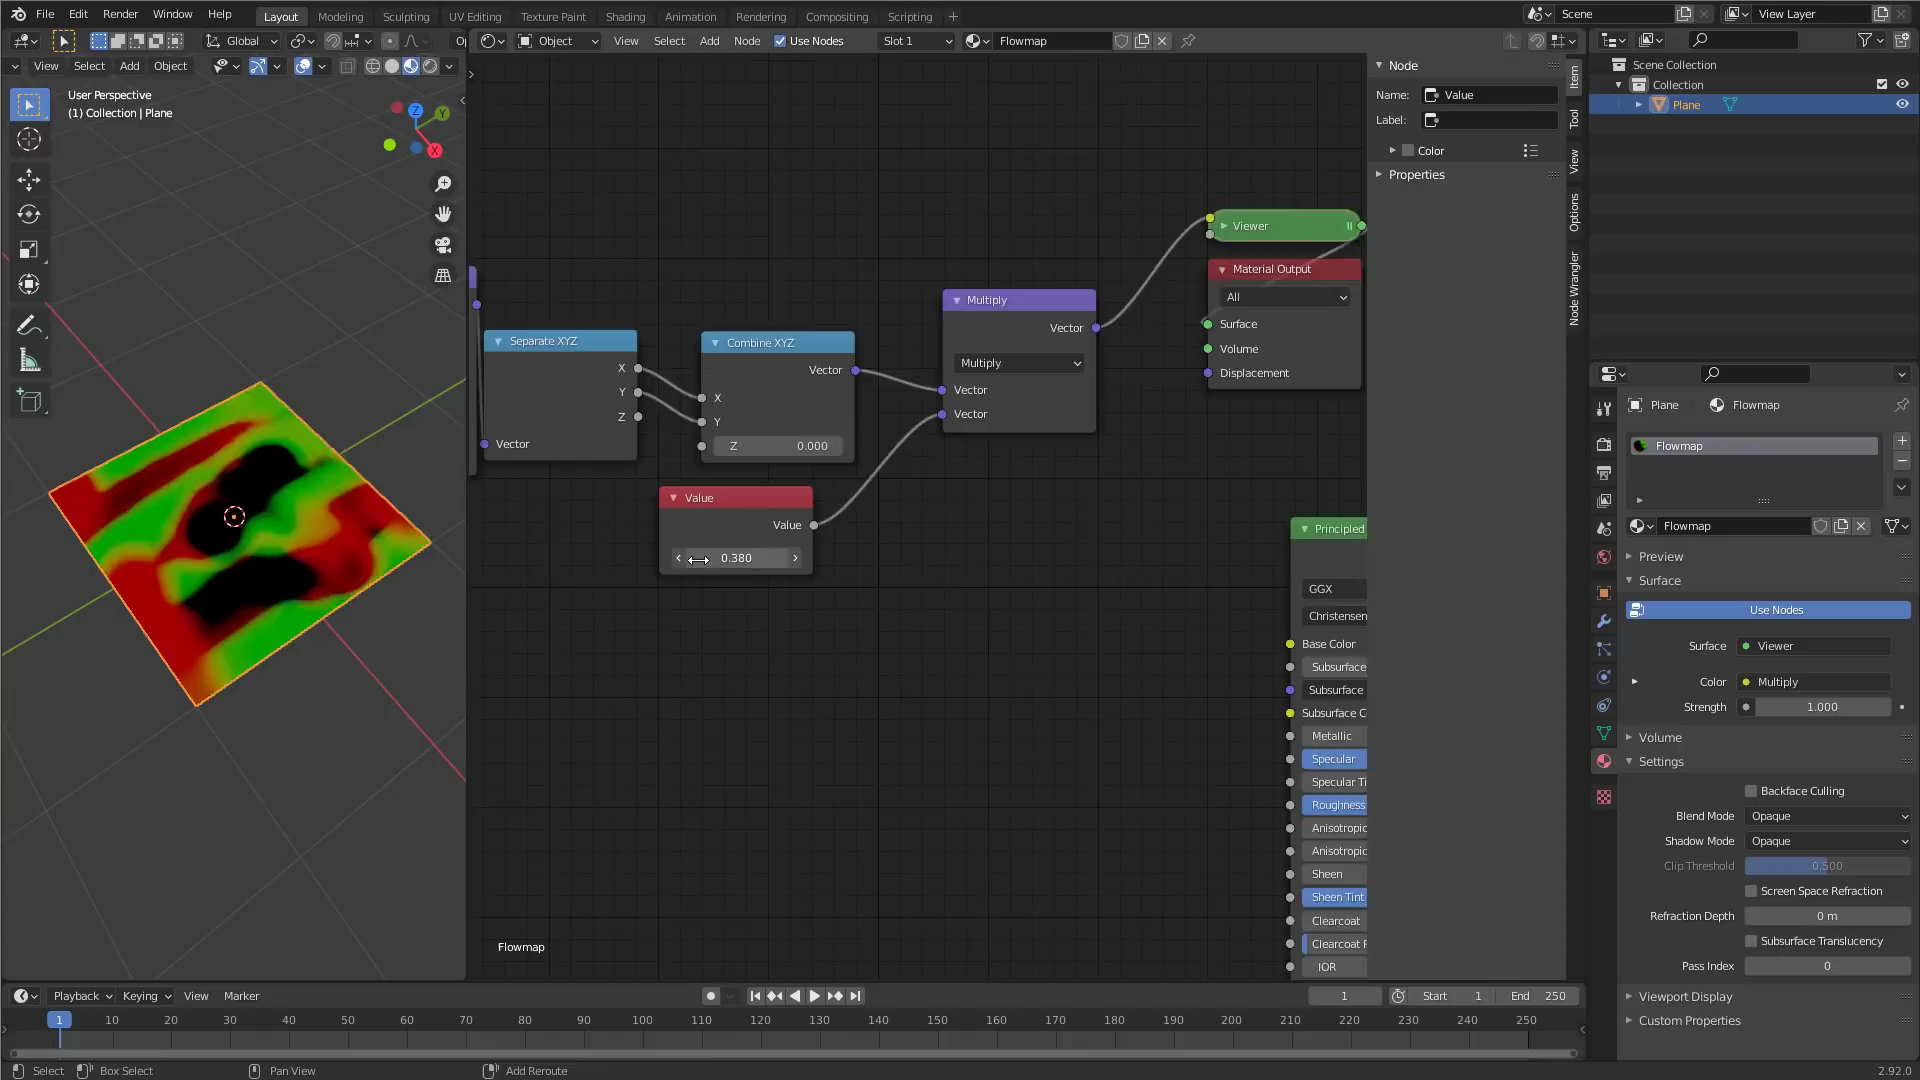 File Edit Render Window Help
Layout Modeling Sculpting UV Editing Texture Paint Shading Animation Rendering Compositing Scripting +
Scene
View Layer
Global
Object
View Select Add Node
Use Nodes
Slot 1
Flowmap
View Select Add Object
User Perspective
(1) Collection | Plane
Z
Y
X
Separate XYZ
X
Y
Z
Vector
Combine XYZ
Vector
X
Y
Z 0.000
Value
Value
0.380
Multiply
Vector
Multiply
Vector
Vector
Viewer
Material Output
All
Surface
Volume
Displacement
Principled
GGX
Christensen
Base Color
Subsurface
Subsurface
Subsurface C
Metallic
Specular
Specular Ti
Roughness
Anisotropic
Anisotropic
Sheen
Sheen Tint
Clearcoat
Clearcoat R
IOR
Flowmap
Node
Name: Value
Label:
Color
Properties
Item
Tool
View
Options
Node Wrangler
Scene Collection
Collection
Plane
Plane Flowmap
Flowmap
Flowmap
Preview
Surface
Use Nodes
Surface Viewer
Color Multiply
Strength 1.000
Volume
Settings
Backface Culling
Blend Mode Opaque
Shadow Mode Opaque
Clip Threshold 0.500
Screen Space Refraction
Refraction Depth 0 m
Subsurface Translucency
Pass Index 0
Viewport Display
Custom Properties
Playback Keying View Marker
1
Start 1
End 250
1 10 20 30 40 50 60 70 80 90 100 110 120 130 140 150 160 170 180 190 200 210 220 230 240 250
Select Box Select Pan View Add Reroute
2.92.0